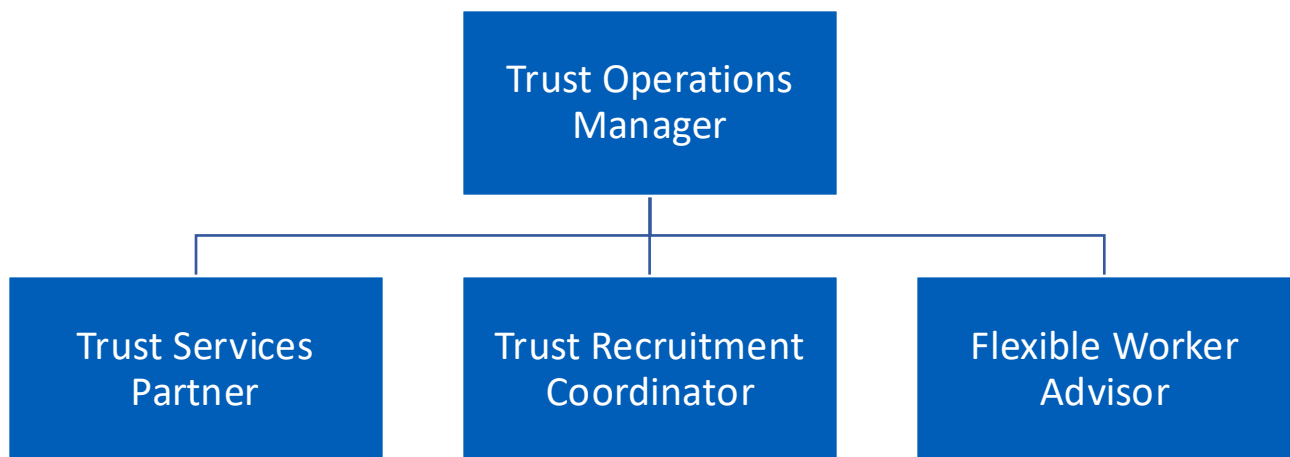 Trust Operations
Manager
Trust Services
Partner
Trust Recruitment
Coordinator
Flexible Worker
Advisor